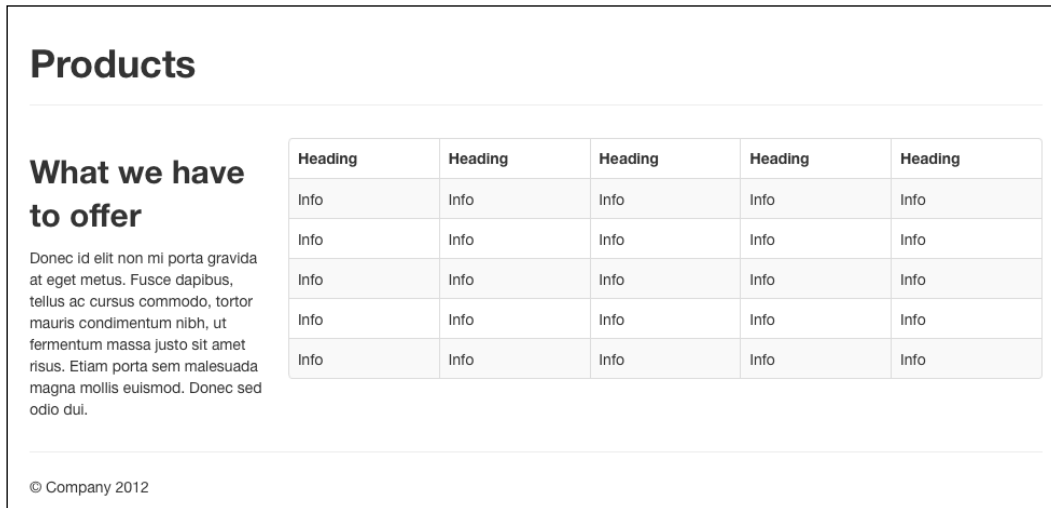 Products
What we have
to offer
Donec id elit non mi porta gravida
at eget metus. Fusce dapibus,
tellus ac cursus commodo, tortor
mauris condimentum nibh, ut
fermentum massa justo sit amet
risus. Etiam porta sem malesuada
magna mollis euismod. Donec sed
odio dui.
Heading Heading Heading Heading Heading
Info Info Info Info Info
Info Info Info Info Info
Info Info Info Info Info
Info Info Info Info Info
Info Info Info Info Info
© Company 2012